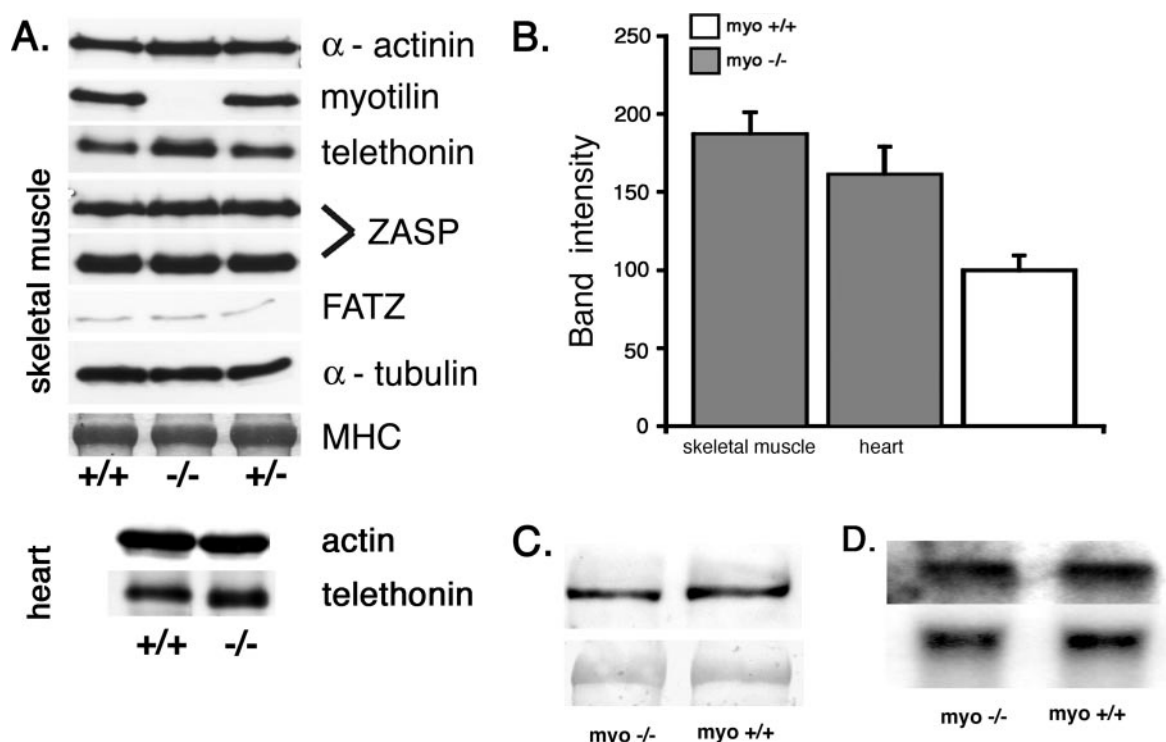 A.
skeletal muscle
α - actinin
myotilin
telethonin
ZASP
FATZ
α - tubulin
MHC
+/+ -/- +/-
heart
actin
telethonin
+/+ -/-
B.
myo +/+
myo -/-
Band intensity
250
200
150
100
50
0
skeletal muscle heart
C.
myo -/- myo +/+
D.
myo -/- myo +/+